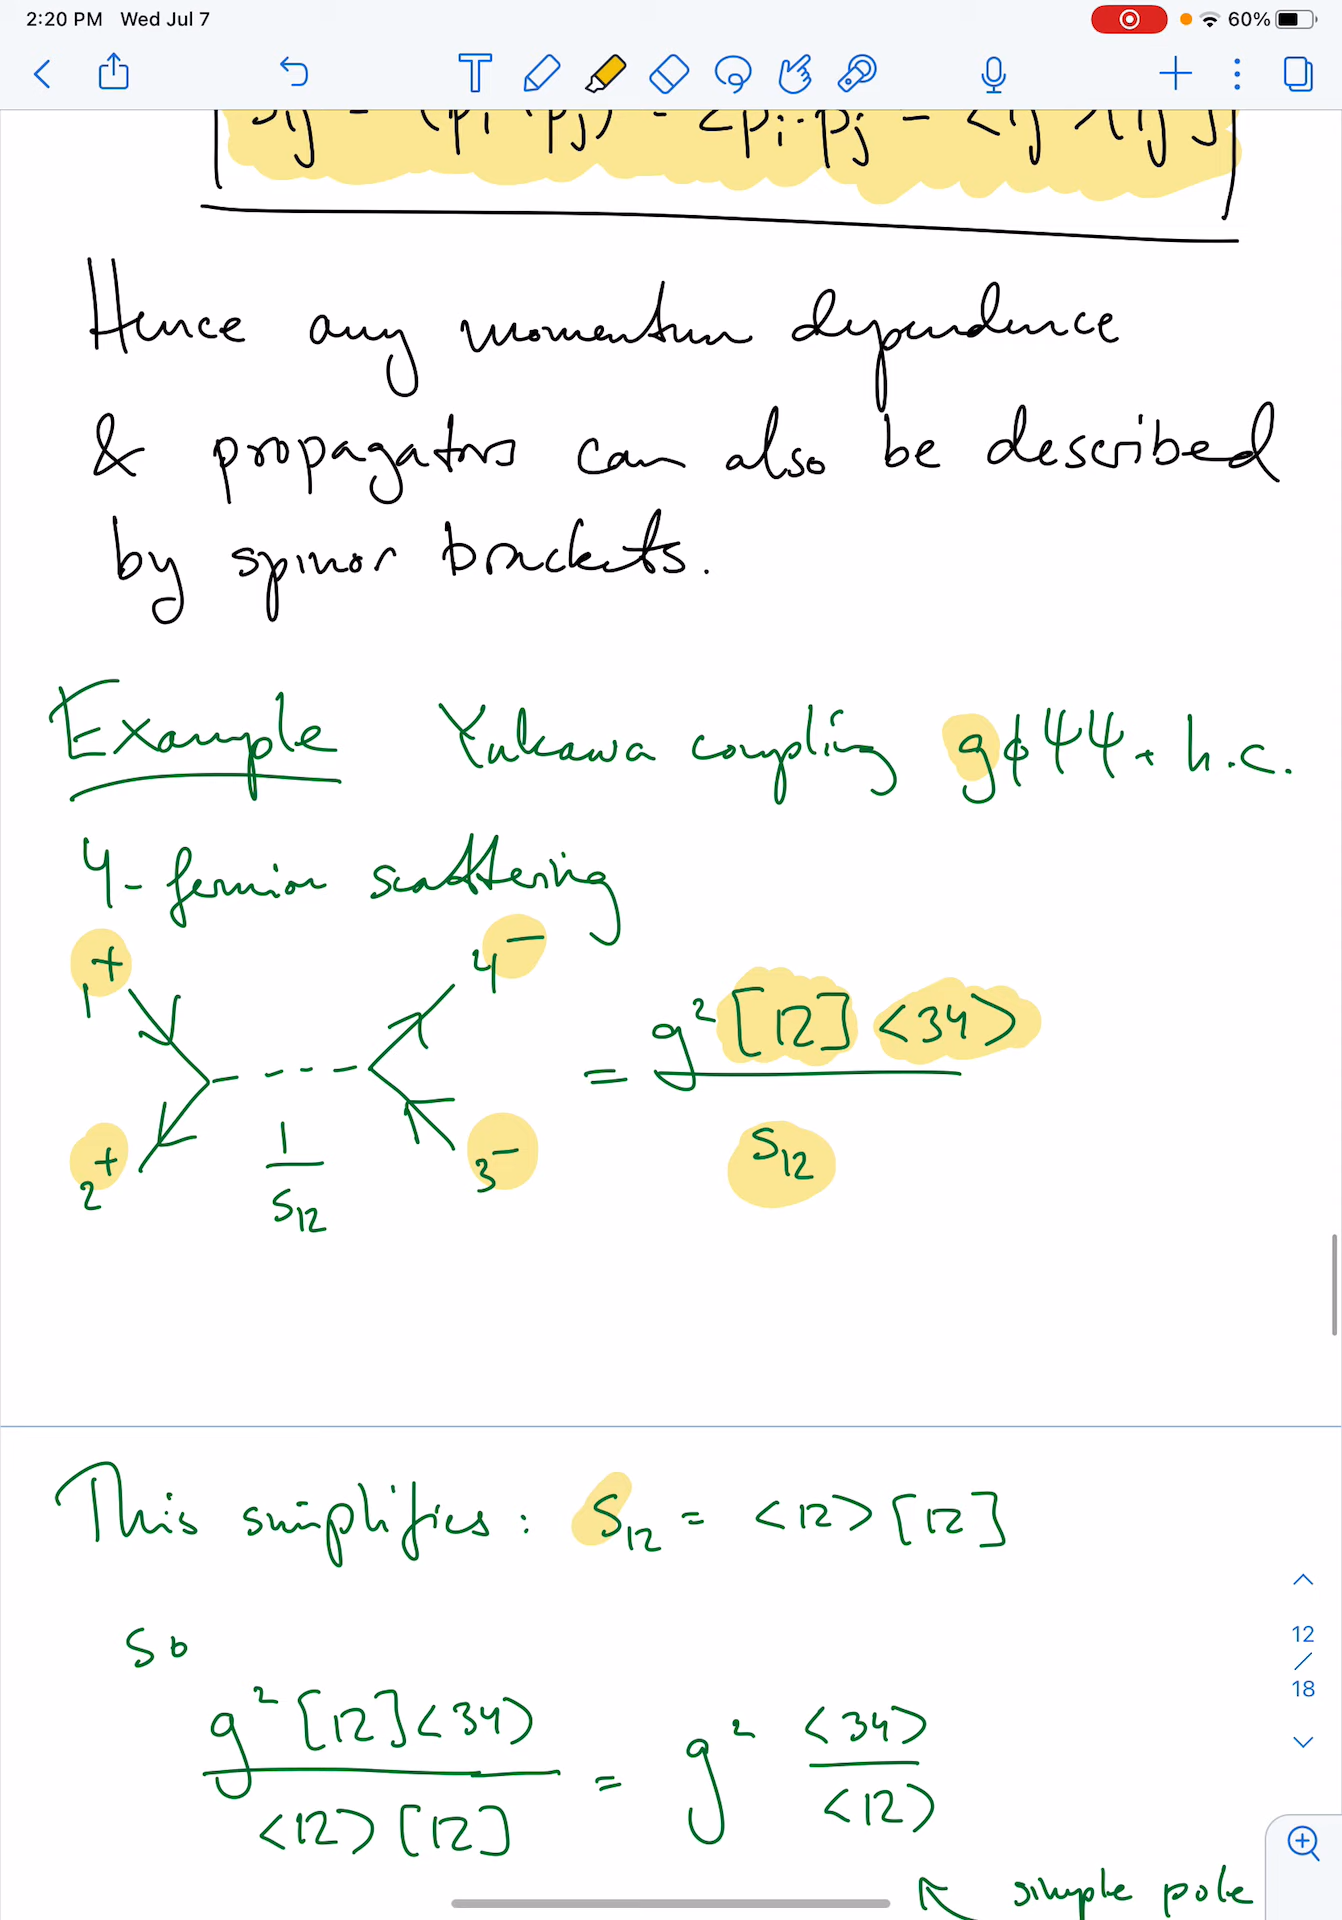 2:20 PM Wed Jul 7
60%
Hence any momentum dependence
& propagators can also be described
by spinor brackets.
Example Yukawa coupling gϕψψ + h.c.
4-fermion scattering
1⁺ 4⁻
= g² [12] <34> / s₁₂
2⁺ 1/s₁₂ 3⁻
This simplifies: s₁₂ = <12> [12]
so
g² [12] <34> / <12> [12] = g² <34> / <12>
simple pole
12
/
18